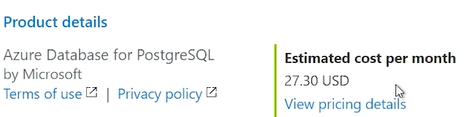 Product details
Azure Database for PostgreSQL
by Microsoft
Terms of use | Privacy policy
Estimated cost per month
27.30 USD
View pricing details